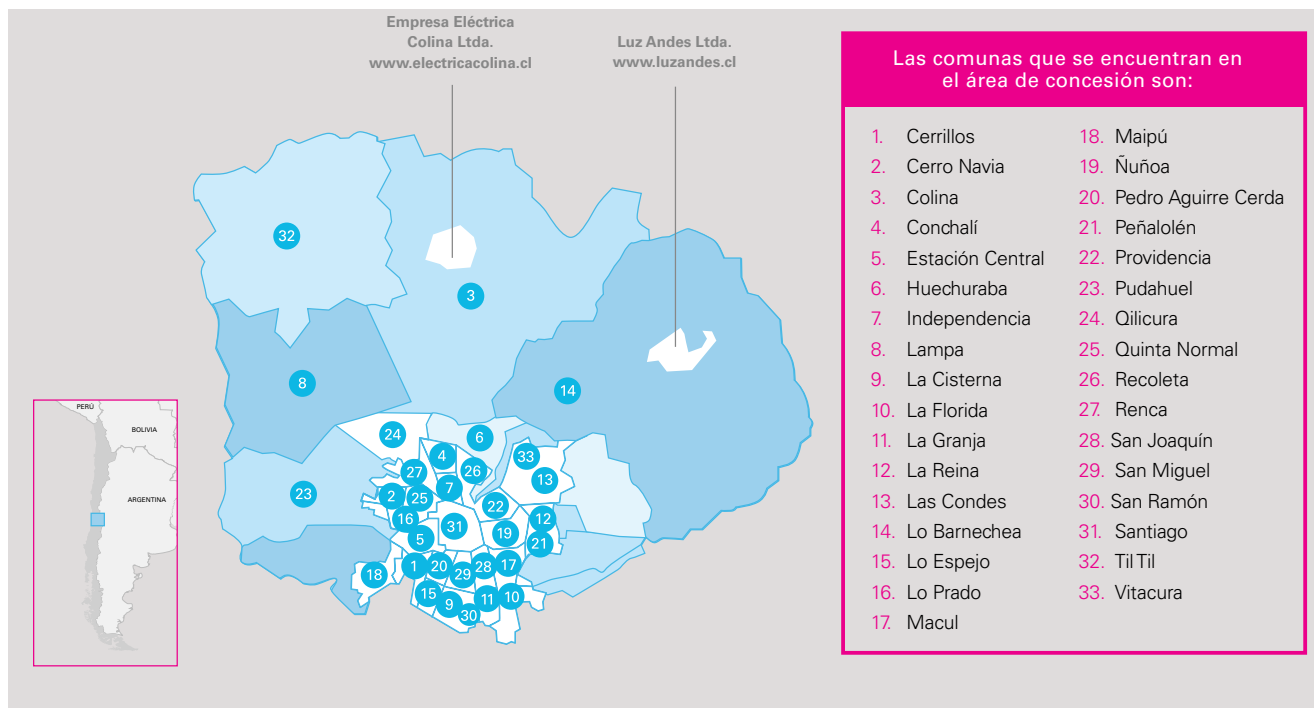 Empresa Eléctrica
Colina Ltda.
www.electricacolina.cl
Luz Andes Ltda.
www.luzandes.cl
32
3
8
14
24
6
33
4
27
26
13
23
2
25
7
22
16
31
12
5
19
21
18
1
20
29
28
17
15
9
30
11
10
PERÚ
BOLIVIA
ARGENTINA
Las comunas que se encuentran en
el área de concesión son:
1. Cerrillos
2. Cerro Navia
3. Colina
4. Conchalí
5. Estación Central
6. Huechuraba
7. Independencia
8. Lampa
9. La Cisterna
10. La Florida
11. La Granja
12. La Reina
13. Las Condes
14. Lo Barnechea
15. Lo Espejo
16. Lo Prado
17. Macul
18. Maipú
19. Ñuñoa
20. Pedro Aguirre Cerda
21. Peñalolén
22. Providencia
23. Pudahuel
24. Qilicura
25. Quinta Normal
26. Recoleta
27. Renca
28. San Joaquín
29. San Miguel
30. San Ramón
31. Santiago
32. Til Til
33. Vitacura